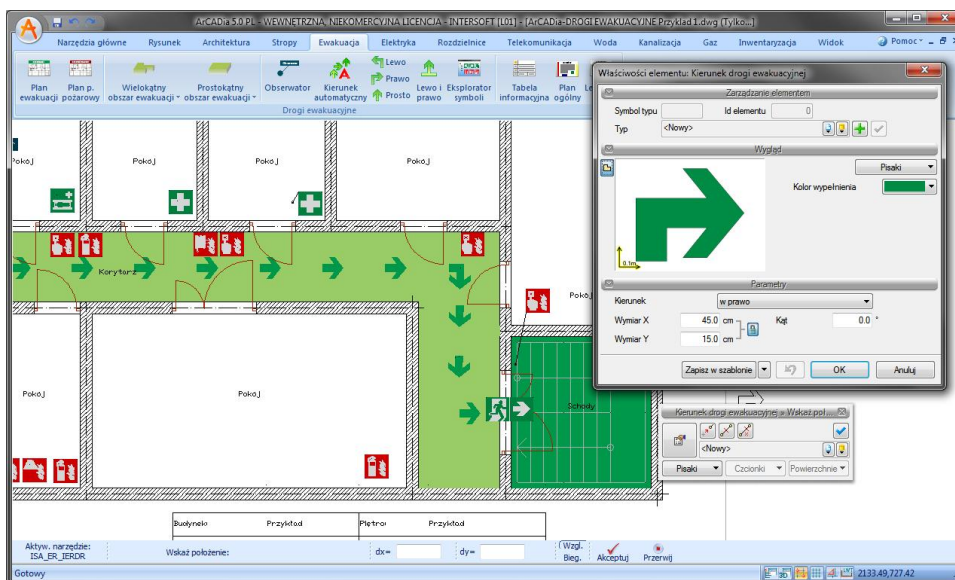 ArCADia 5.0 PL - WEWNĘTRZNA, NIEKOMERCYJNA LICENCJA - INTERSOFT [L01] - [ArCADia-DROGI EWAKUACYJNE Przyklad 1.dwg (Tylko...]
Narzędzia główne Rysunek Architektura Stropy Ewakuacja Elektryka Rozdzielnice Telekomunikacja Woda Kanalizacja Gaz Inwentaryzacja Widok Pomoc
Plan ewakuacji
Plan p. pożarowy
Wielokątny obszar ewakuacji
Prostokątny obszar ewakuacji
Obserwator
Kierunek automatyczny
Lewo
Prawo
Prosto
Lewo i prawo
Eksplorator symboli
Tabela informacyjna
Plan ogólny
Drogi ewakuacyjne
Właściwości elementu: Kierunek drogi ewakuacyjnej
Zarządzanie elementem
Symbol typu Id elementu 0
Typ <Nowy>
Wygląd
Pisaki
Kolor wypełnienia
0.1m
Parametry
Kierunek w prawo
Wymiar X 45.0 cm Kąt 0.0 °
Wymiar Y 15.0 cm
Zapisz w szablonie OK Anuluj
Pokój
Pokój
Pokój
Pokój
Korytarz
Pokój
Pokój
Pokój
Schody
Kierunek drogi ewakuacyjnej » Wskaż poł....
<Nowy>
Pisaki Czcionki Powierzchnie
Budynek: Przykład Piętro: Przykład
Aktyw. narzędzie:
ISA_ER_IERDR
Wskaż położenie:
dx= dy=
Wzgl.
Bieg.
Akceptuj Przerwij
Gotowy
3D
2133.49,727.42